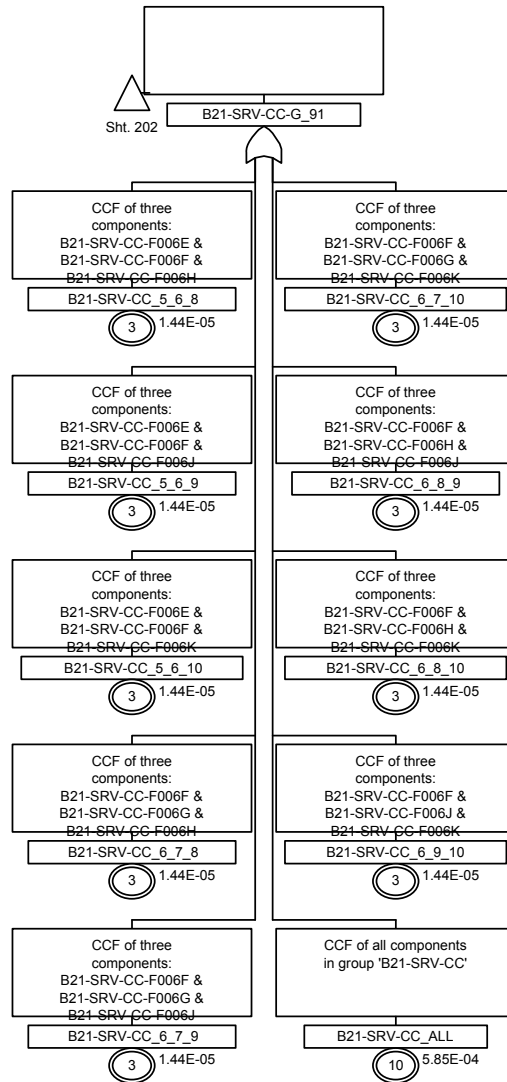 Sht. 202
B21-SRV-CC-G_91
CCF of three
components:
B21-SRV-CC-F006E &
B21-SRV-CC-F006F &
B21-SRV-CC-F006H
B21-SRV-CC_5_6_8
3
1.44E-05
CCF of three
components:
B21-SRV-CC-F006F &
B21-SRV-CC-F006G &
B21-SRV-CC-F006K
B21-SRV-CC_6_7_10
3
1.44E-05
CCF of three
components:
B21-SRV-CC-F006E &
B21-SRV-CC-F006F &
B21-SRV-CC-F006J
B21-SRV-CC_5_6_9
3
1.44E-05
CCF of three
components:
B21-SRV-CC-F006F &
B21-SRV-CC-F006H &
B21-SRV-CC-F006J
B21-SRV-CC_6_8_9
3
1.44E-05
CCF of three
components:
B21-SRV-CC-F006E &
B21-SRV-CC-F006F &
B21-SRV-CC-F006K
B21-SRV-CC_5_6_10
3
1.44E-05
CCF of three
components:
B21-SRV-CC-F006F &
B21-SRV-CC-F006H &
B21-SRV-CC-F006K
B21-SRV-CC_6_8_10
3
1.44E-05
CCF of three
components:
B21-SRV-CC-F006F &
B21-SRV-CC-F006G &
B21-SRV-CC-F006H
B21-SRV-CC_6_7_8
3
1.44E-05
CCF of three
components:
B21-SRV-CC-F006F &
B21-SRV-CC-F006J &
B21-SRV-CC-F006K
B21-SRV-CC_6_9_10
3
1.44E-05
CCF of three
components:
B21-SRV-CC-F006F &
B21-SRV-CC-F006G &
B21-SRV-CC-F006J
B21-SRV-CC_6_7_9
3
1.44E-05
CCF of all components
in group 'B21-SRV-CC'
B21-SRV-CC_ALL
10
5.85E-04